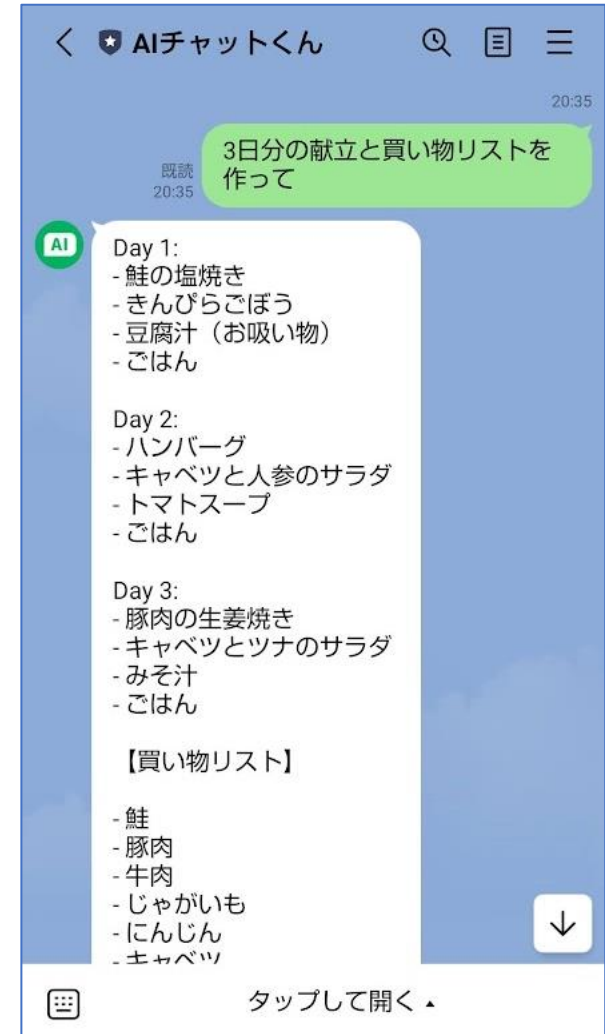 AIチャットくん
20:35
3日分の献立と買い物リストを
作って
既読
20:35
AI
Day 1:
- 鮭の塩焼き
- きんぴらごぼう
- 豆腐汁（お吸い物）
- ごはん
Day 2:
- ハンバーグ
- キャベツと人参のサラダ
- トマトスープ
- ごはん
Day 3:
- 豚肉の生姜焼き
- キャベツとツナのサラダ
- みそ汁
- ごはん
【買い物リスト】
- 鮭
- 豚肉
- 牛肉
- じゃがいも
- にんじん
- キャベツ
タップして開く